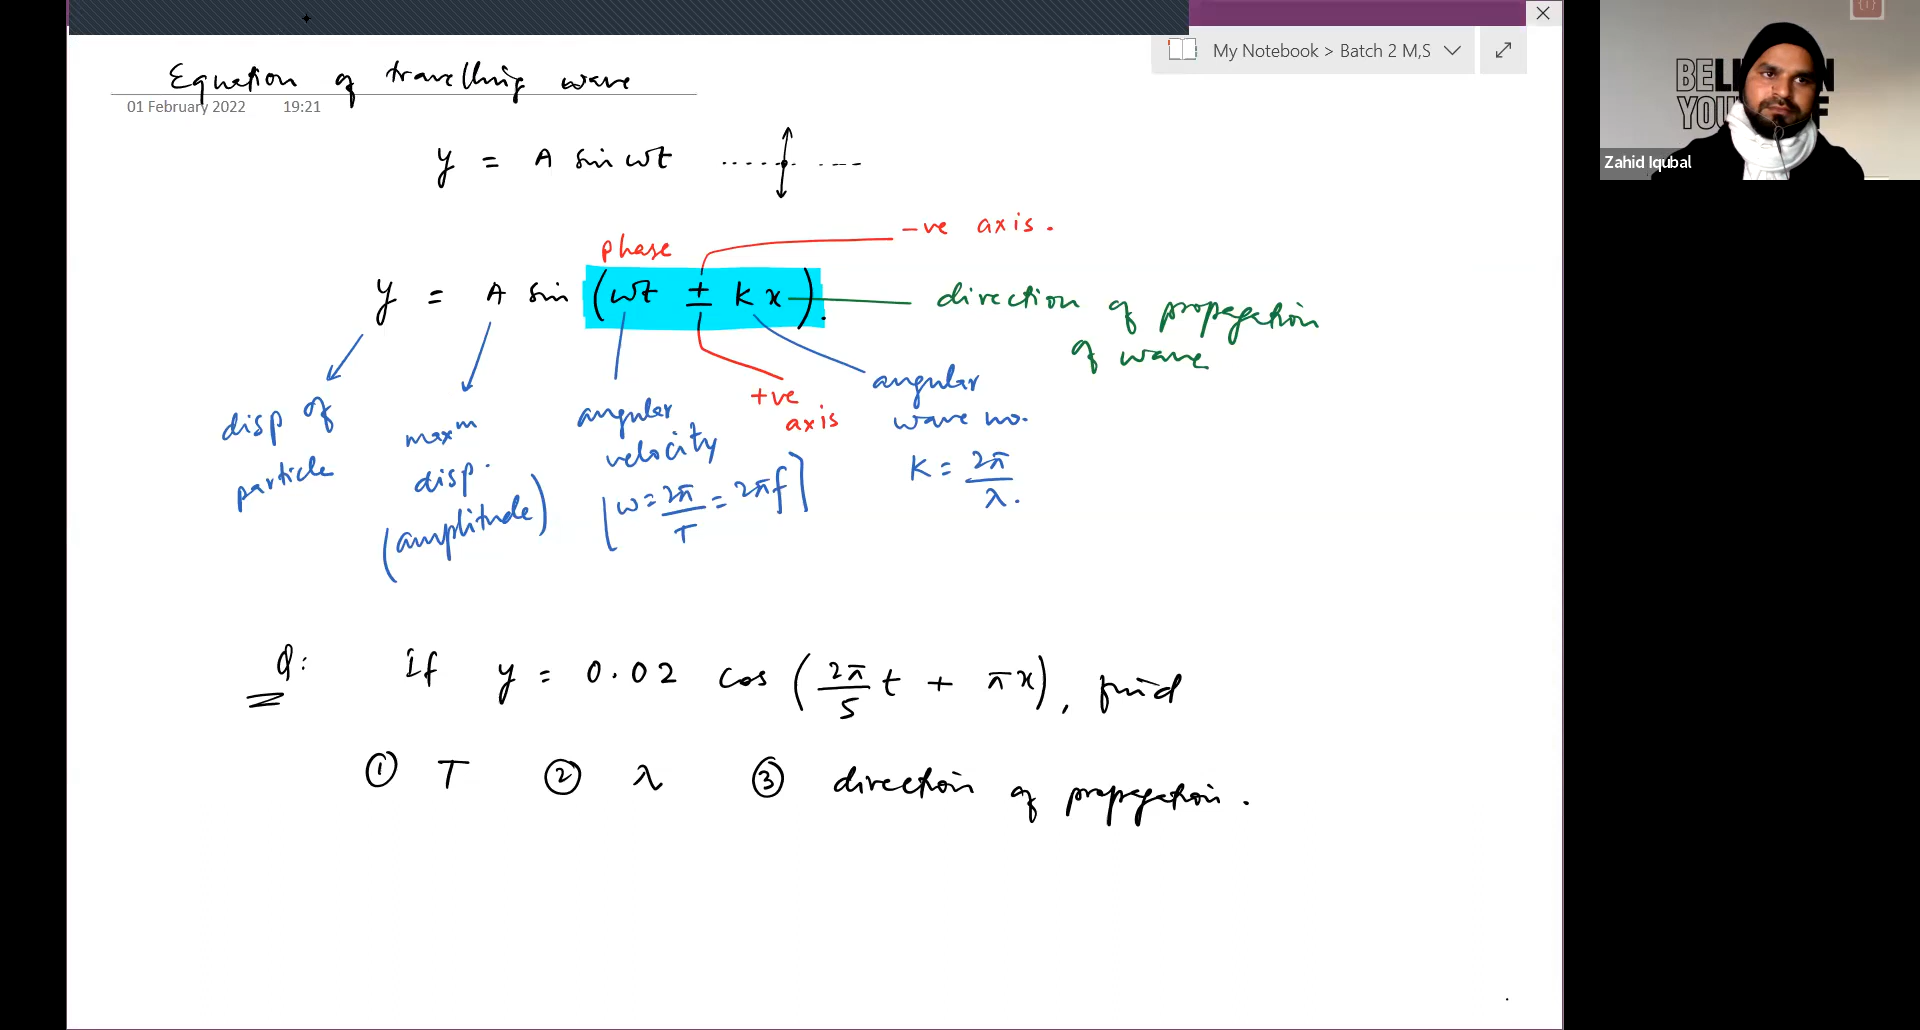 My Notebook > Batch 2 M,S
Equation of travelling wave
01 February 2022 19:21
y = A sin ωt
phase
-ve axis.
y = A sin (ωt ± kx).
direction of propagation
of wave
disp of
particle
maxᵐ
disp.
(amplitude)
angular
velocity
[ω = 2π/T = 2πf]
+ve
axis
angular
wave no.
K = 2π/λ.
Q: If y = 0.02 cos (2π/5 t + πx), find
① T ② λ ③ direction of propagation.
Zahid Iqubal